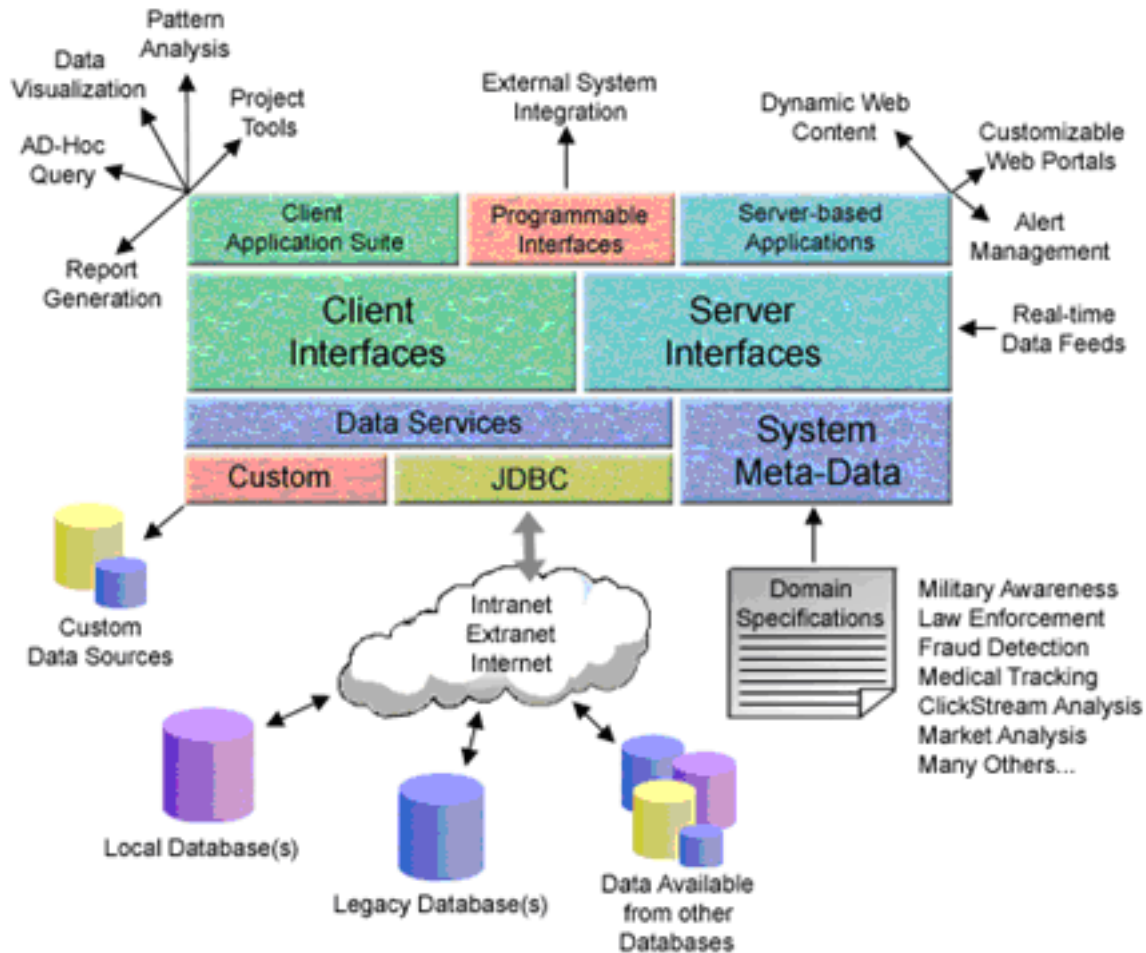 Pattern
Analysis
Data
Visualization
Project
Tools
AD-Hoc
Query
Report
Generation
External System
Integration
Dynamic Web
Content
Customizable
Web Portals
Alert
Management
Real-time
Data Feeds
Client
Application Suite
Programmable
Interfaces
Server-based
Applications
Client
Interfaces
Server
Interfaces
Data Services
System
Meta-Data
Custom
JDBC
Custom
Data Sources
Intranet
Extranet
Internet
Domain
Specifications
Military Awareness
Law Enforcement
Fraud Detection
Medical Tracking
ClickStream Analysis
Market Analysis
Many Others...
Local Database(s)
Legacy Database(s)
Data Available
from other
Databases